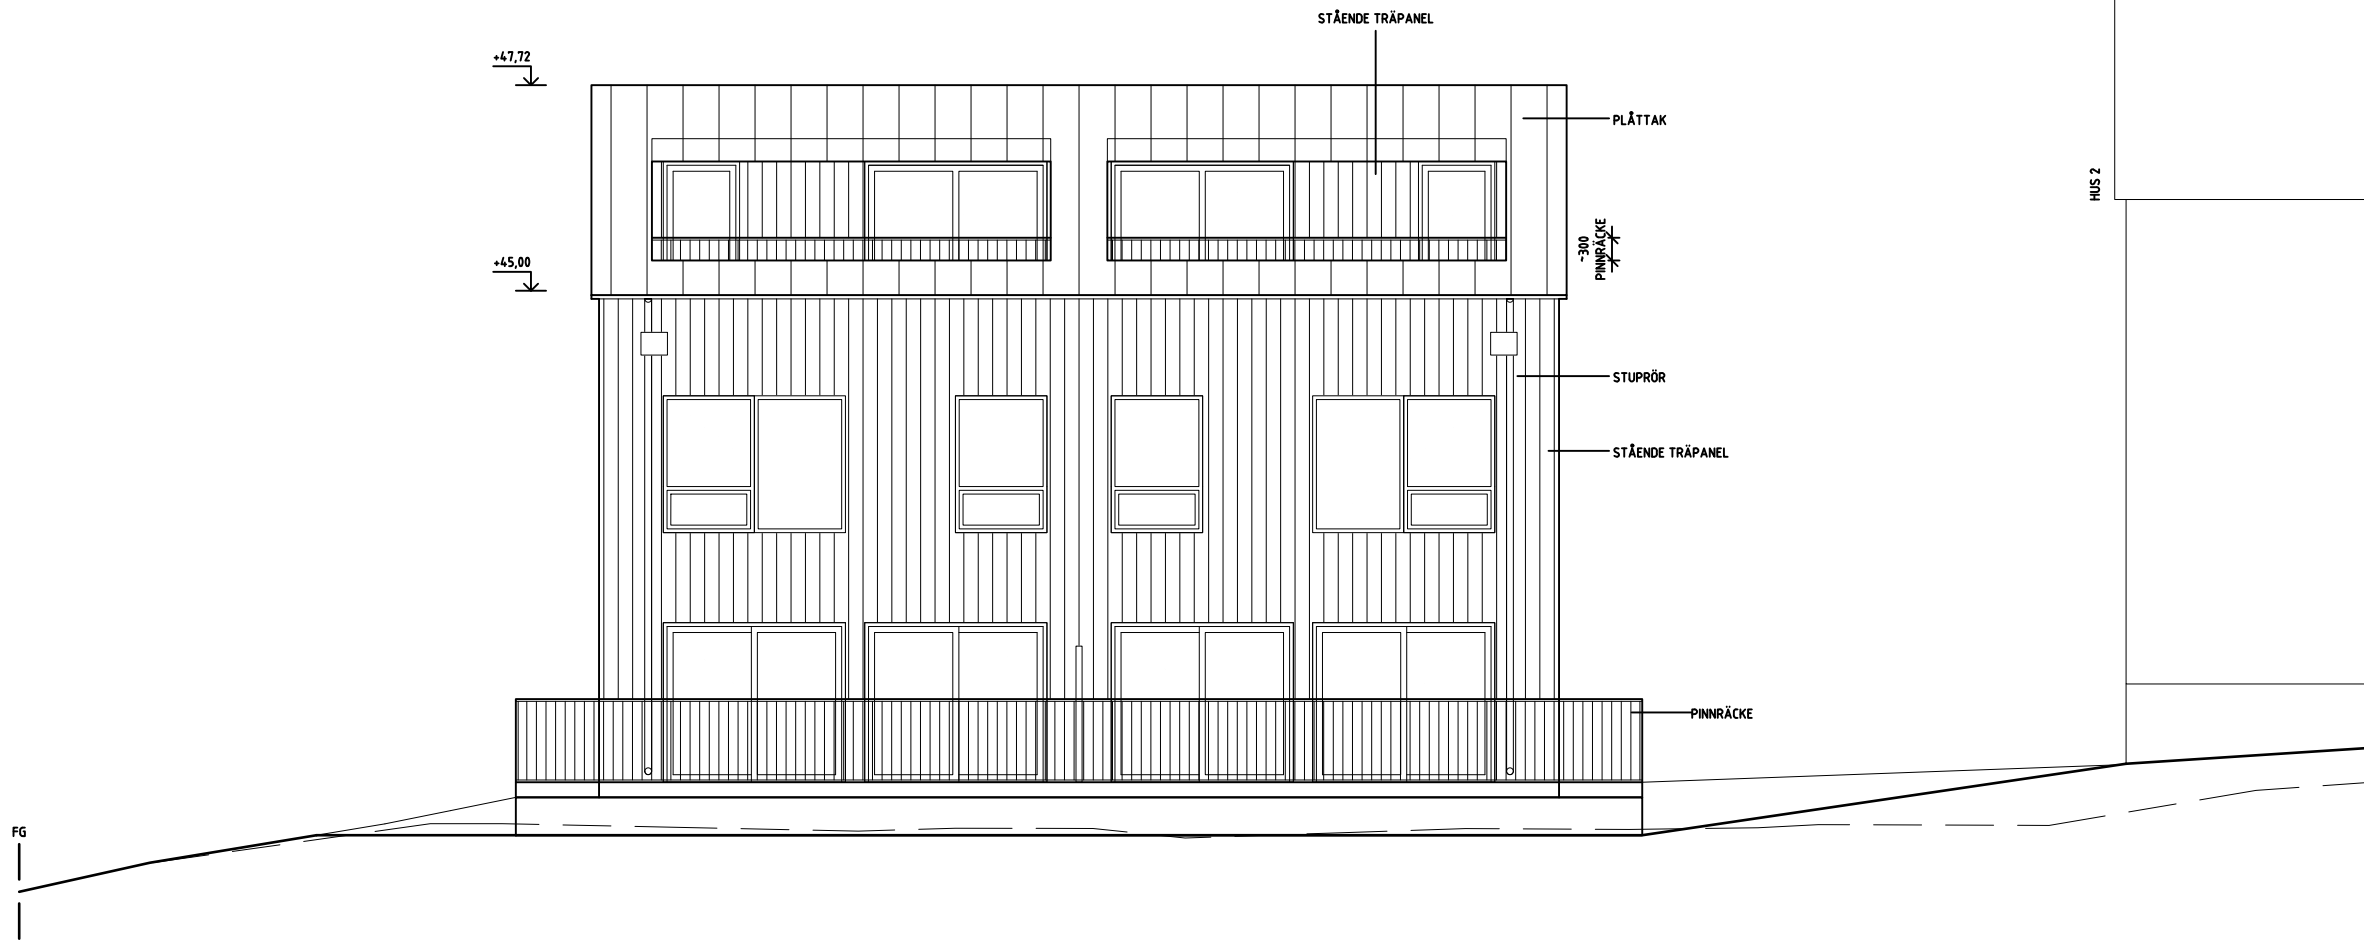 STÅENDE TRÄPANEL
+47,72
PLÅTTAK
HUS 2
~300
PINNRÄCKE
+45,00
STUPRÖR
STÅENDE TRÄPANEL
PINNRÄCKE
FG